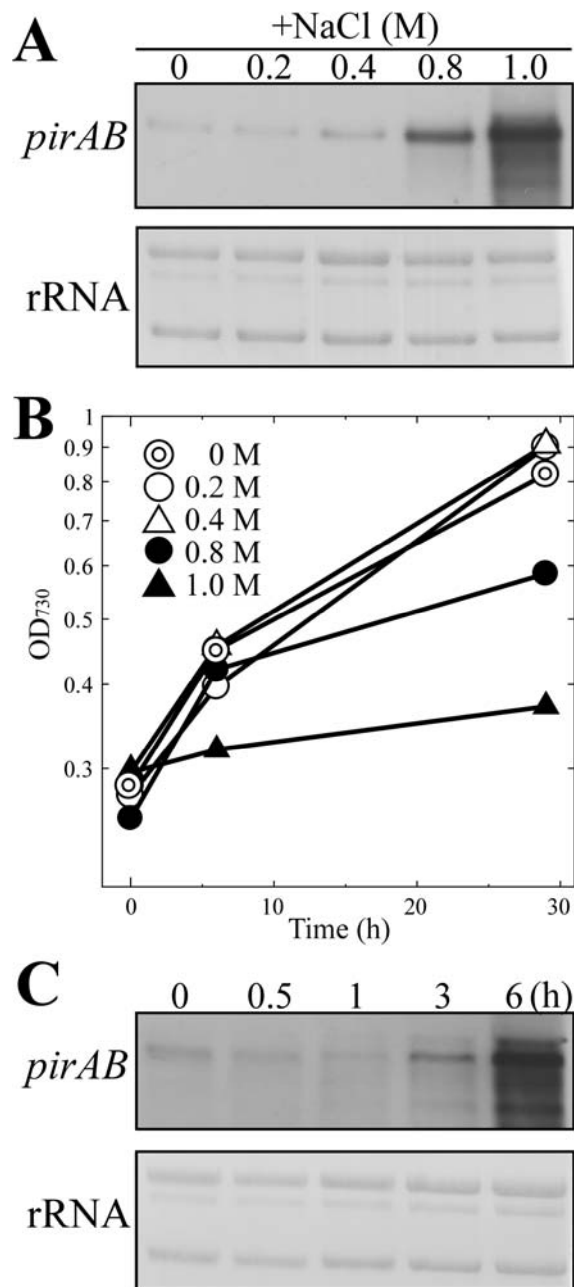 A
+NaCl (M)
0 0.2 0.4 0.8 1.0
pirAB
rRNA
B
1
0.9
0.8
0.7
0.6
0.5
0.4
0.3
OD730
0 M
0.2 M
0.4 M
0.8 M
1.0 M
0 10 20 30
Time (h)
C
0 0.5 1 3 6 (h)
pirAB
rRNA